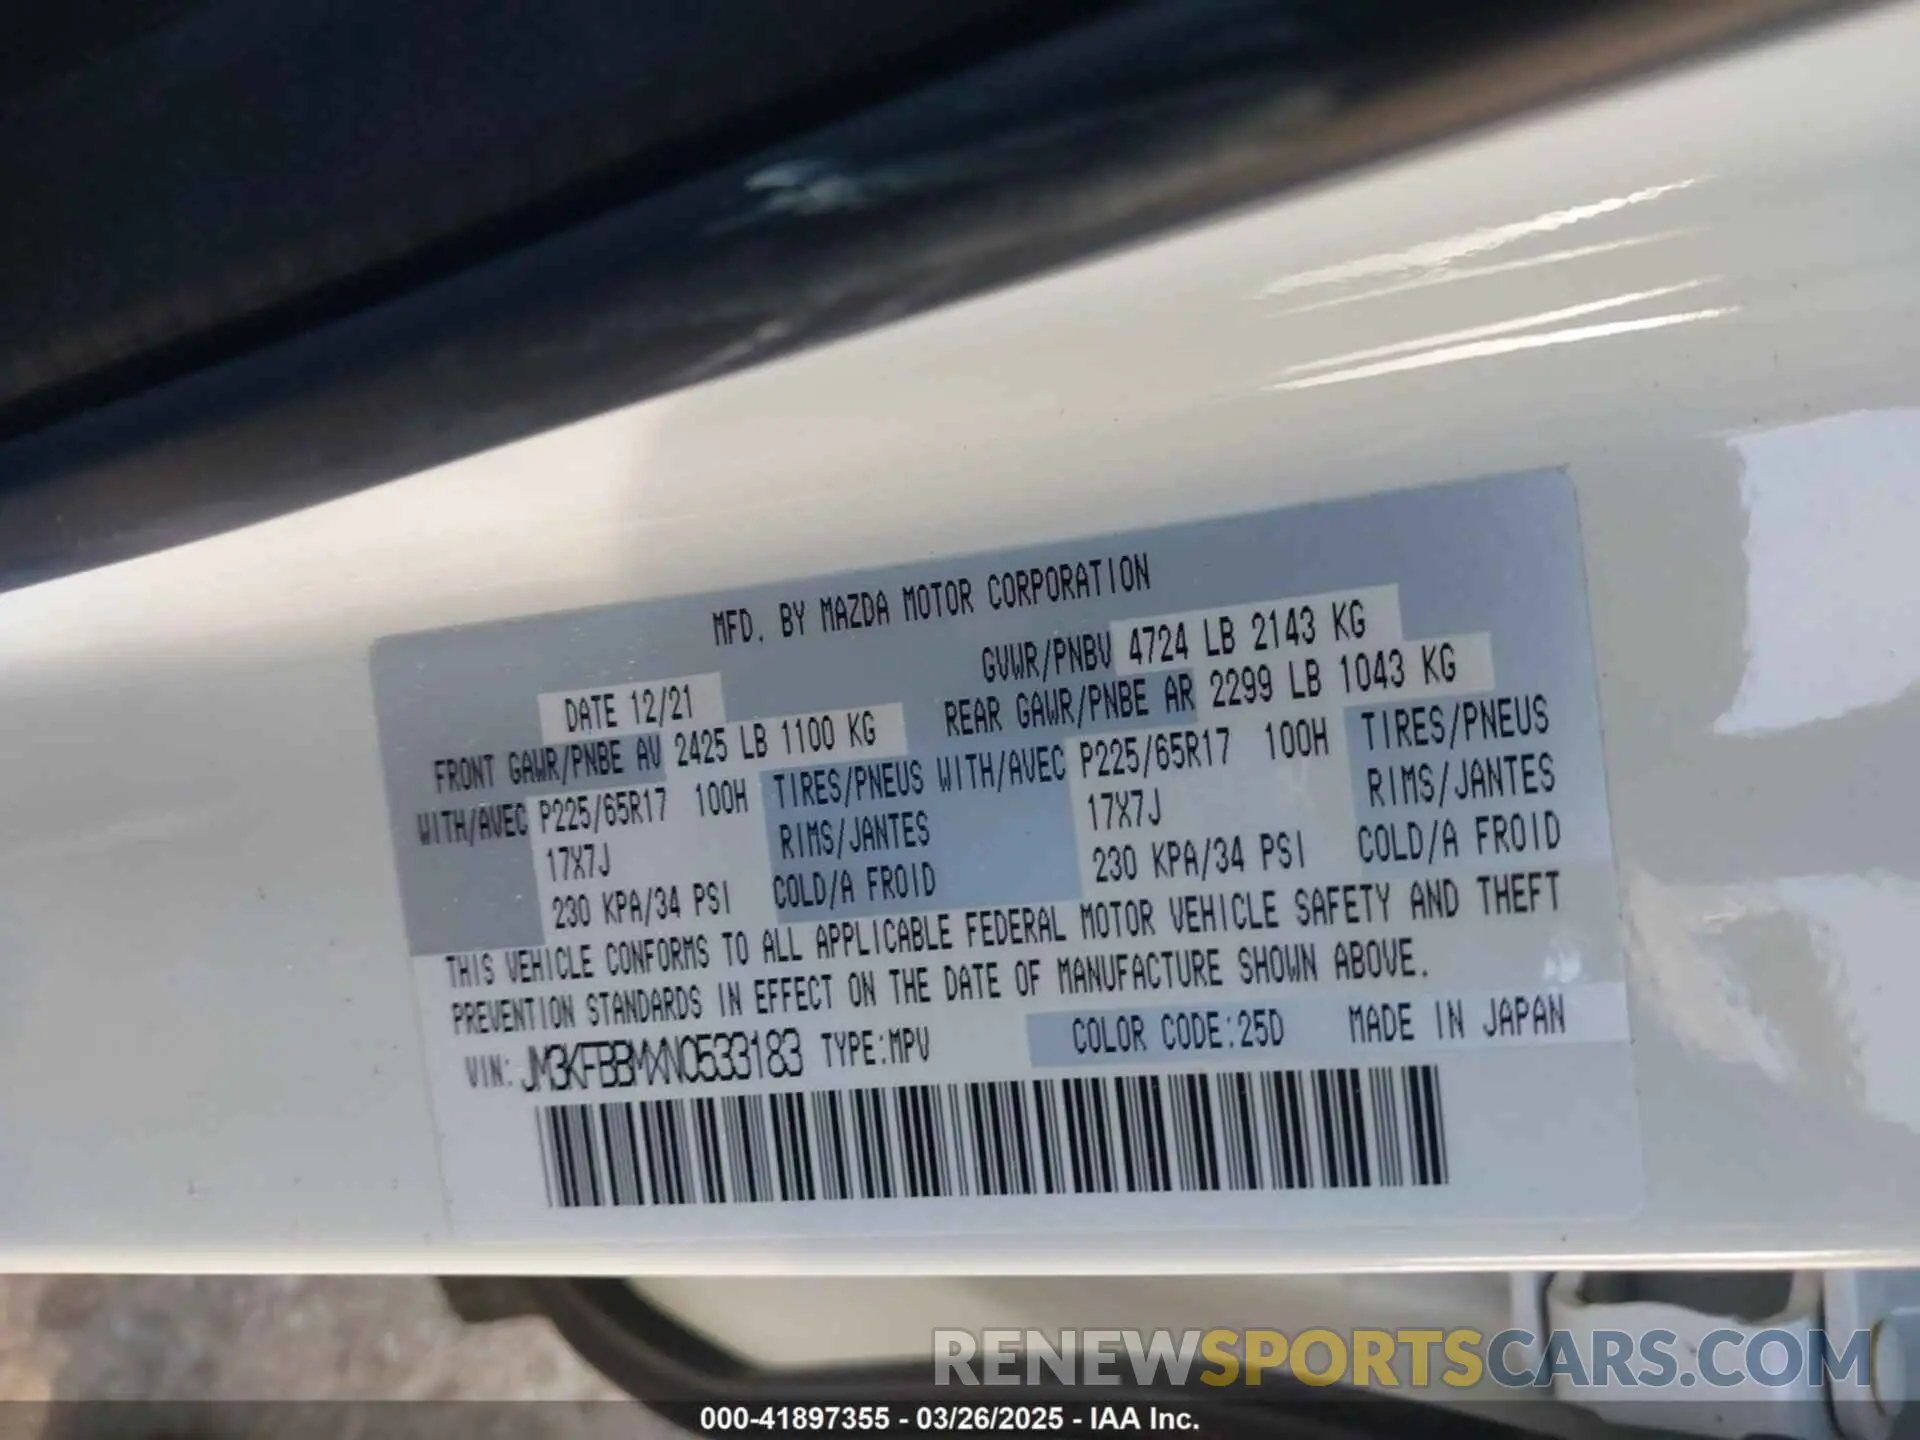 MFD. BY MAZDA MOTOR CORPORATION
DATE 12/21 GVWR/PNBV 4724 LB 2143 KG
FRONT GAWR/PNBE AV 2425 LB 1100 KG REAR GAWR/PNBE AR 2299 LB 1043 KG
WITH/AVEC P225/65R17 100H TIRES/PNEUS WITH/AVEC P225/65R17 100H TIRES/PNEUS
17X7J RIMS/JANTES 17X7J RIMS/JANTES
230 KPA/34 PSI COLD/A FROID 230 KPA/34 PSI COLD/A FROID
THIS VEHICLE CONFORMS TO ALL APPLICABLE FEDERAL MOTOR VEHICLE SAFETY AND THEFT
PREVENTION STANDARDS IN EFFECT ON THE DATE OF MANUFACTURE SHOWN ABOVE.
VIN: JM3KFBBMXN0533183 TYPE:MPV COLOR CODE:25D MADE IN JAPAN
RENEWSPORTSCARS.COM
000-41897355 - 03/26/2025 - IAA Inc.